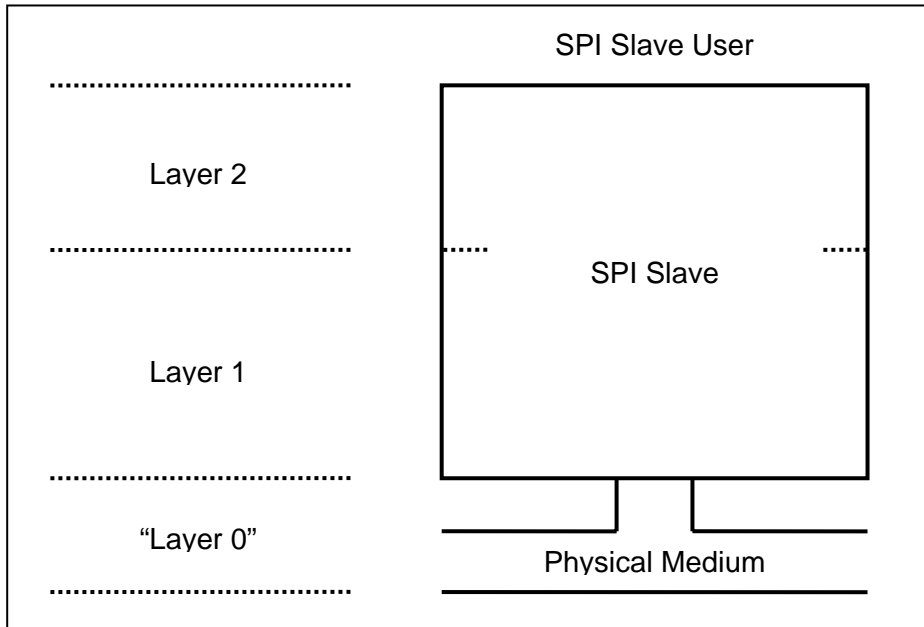 SPI Slave User
Layer 2
SPI Slave
Layer 1
“Layer 0”
Physical Medium